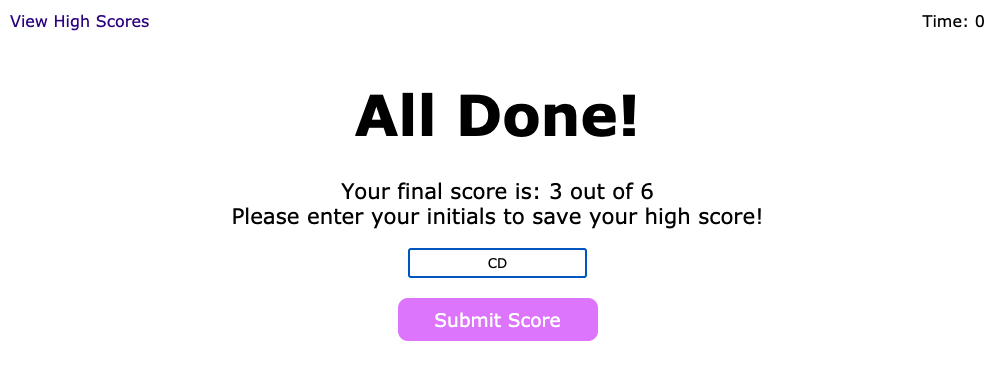 View High Scores
Time: 0
All Done!
Your final score is: 3 out of 6
Please enter your initials to save your high score!
CD
Submit Score